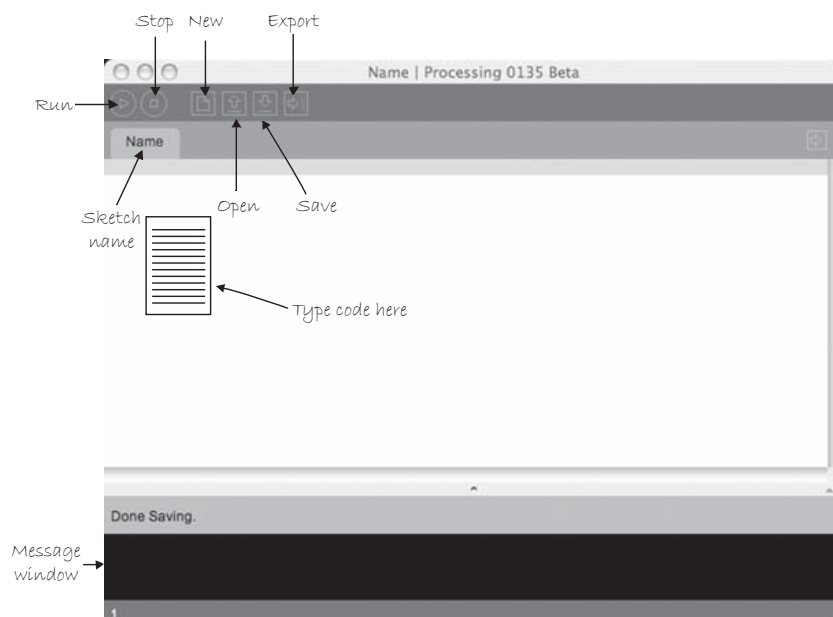 Stop New Export
Name | Processing 0135 Beta
Run
Name
Sketch
name
Open Save
Type code here
Done Saving.
Message
window
1